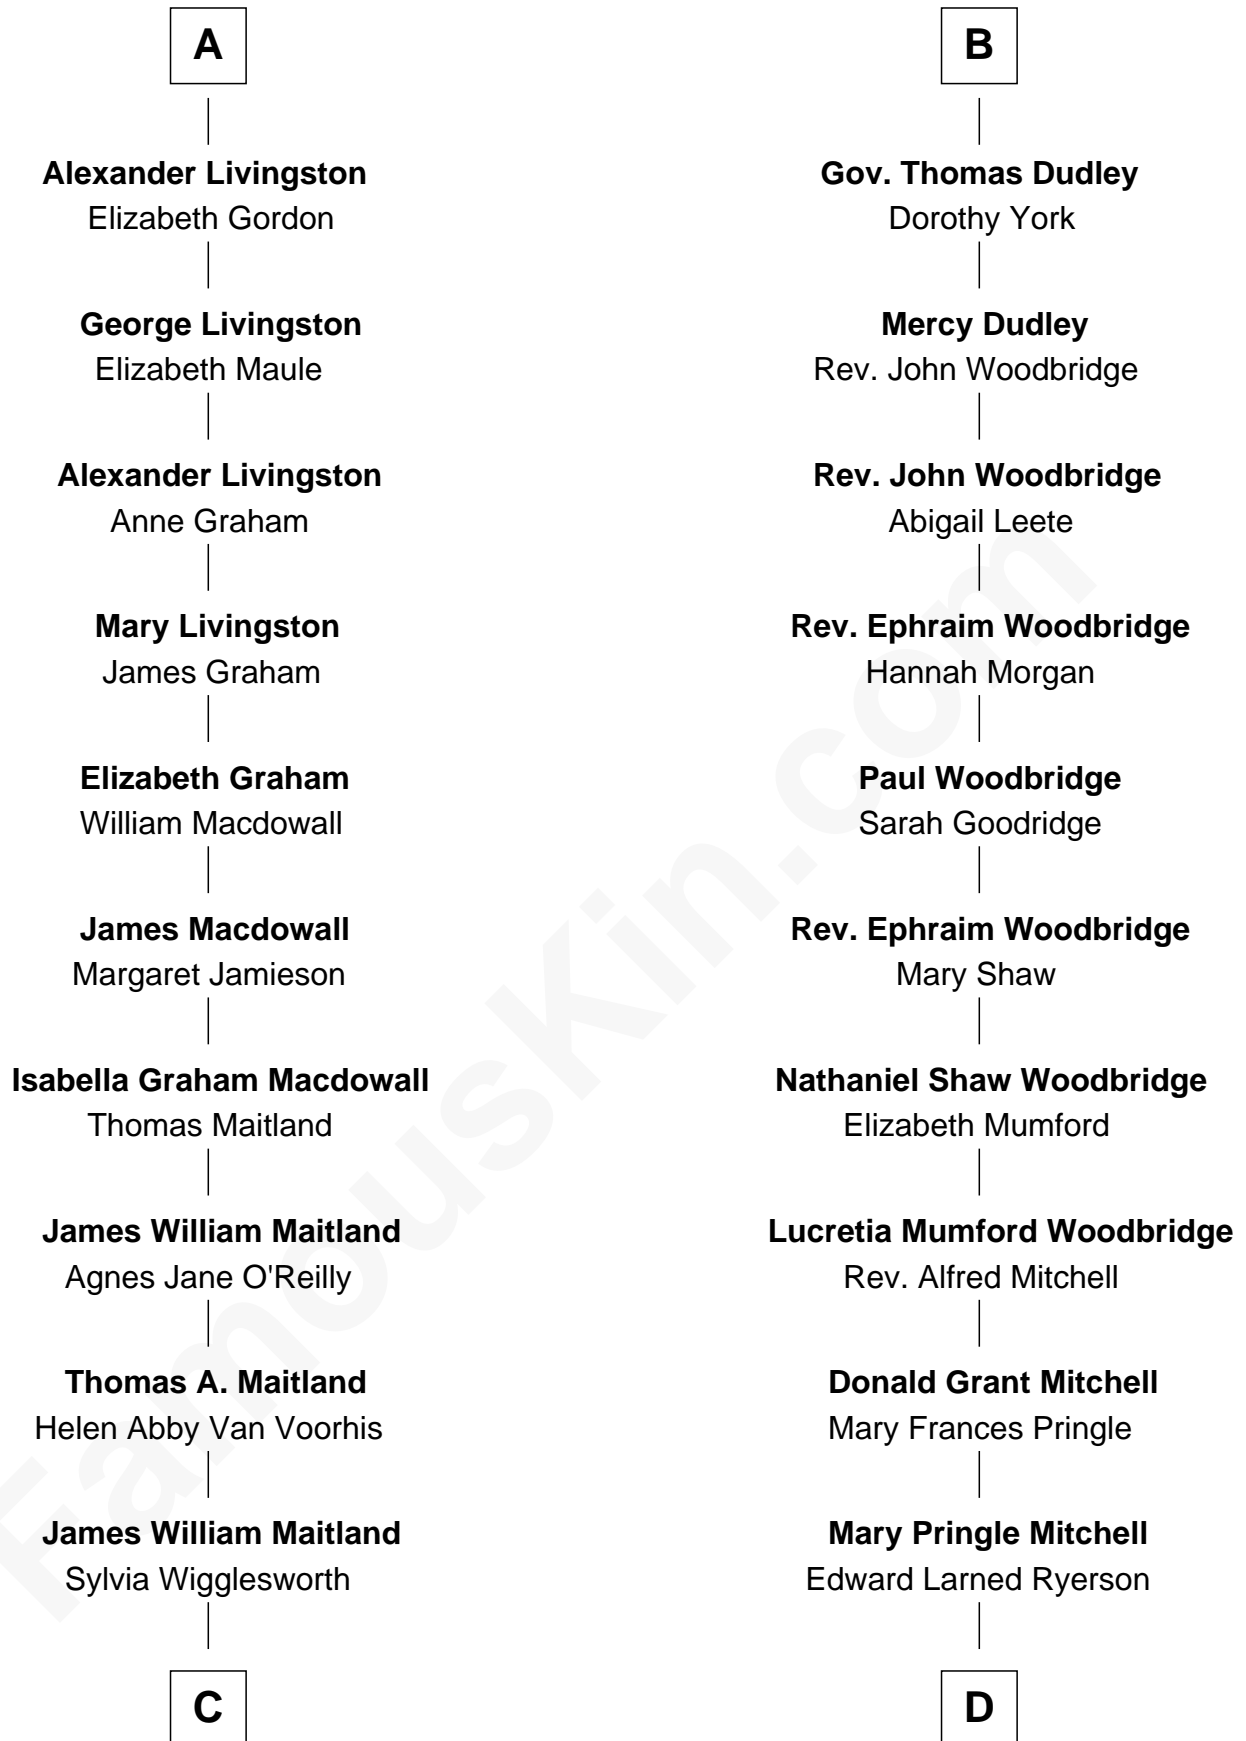 A
Alexander Livingston
Elizabeth Gordon
George Livingston
Elizabeth Maule
Alexander Livingston
Anne Graham
Mary Livingston
James Graham
Elizabeth Graham
William Macdowall
James Macdowall
Margaret Jamieson
Isabella Graham Macdowall
Thomas Maitland
James William Maitland
Agnes Jane O'Reilly
Thomas A. Maitland
Helen Abby Van Voorhis
James William Maitland
Sylvia Wigglesworth
C
B
Gov. Thomas Dudley
Dorothy York
Mercy Dudley
Rev. John Woodbridge
Rev. John Woodbridge
Abigail Leete
Rev. Ephraim Woodbridge
Hannah Morgan
Paul Woodbridge
Sarah Goodridge
Rev. Ephraim Woodbridge
Mary Shaw
Nathaniel Shaw Woodbridge
Elizabeth Mumford
Lucretia Mumford Woodbridge
Rev. Alfred Mitchell
Donald Grant Mitchell
Mary Frances Pringle
Mary Pringle Mitchell
Edward Larned Ryerson
D
FamousKin.com